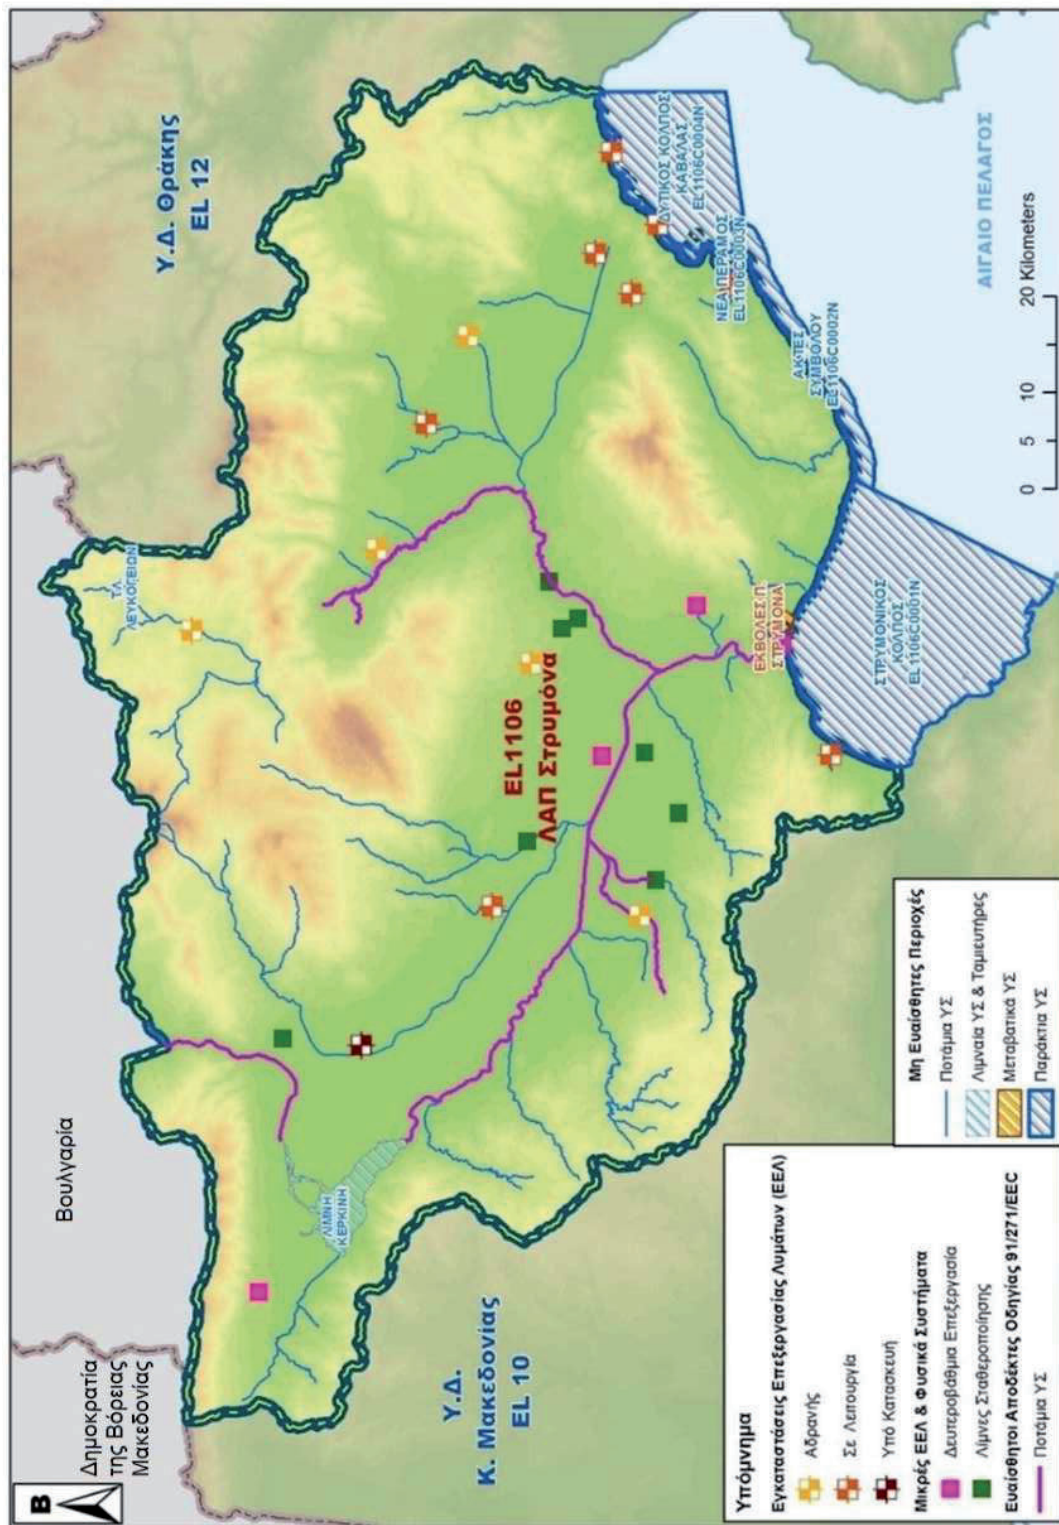 B
Δημοκρατία
της Βόρειας
Μακεδονίας
Βουλγαρία
Υ.Δ. Θράκης
EL 12
Υ.Δ.
Κ. Μακεδονίας
EL 10
ΛΙΜΝΗ
ΚΕΡΚΙΝΗ
Τ.Λ.
ΛΕΥΚΟΓΕΙΩΝ
EL1106
ΛΑΠ Στρυμόνα
ΕΚΒΟΛΕΣ Π.
ΣΤΡΥΜΟΝΑ
ΣΤΡΥΜΟΝΙΚΟΣ
ΚΟΛΠΟΣ
EL1106C0001N
ΑΚΤΕΣ
ΣΥΜΒΟΛΟΥ
EL1106C0002N
ΝΕΑ ΠΕΡΑΜΟΣ
EL1106C0003N
ΔΥΤΙΚΟΣ ΚΟΛΠΟΣ
ΚΑΒΑΛΑΣ
EL1106C0004N
ΑΙΓΑΙΟ ΠΕΛΑΓΟΣ
0 5 10 20 Kilometers
Υπόμνημα
Εγκαταστάσεις Επεξεργασίας Λυμάτων (ΕΕΛ)
Αδρανής
Σε Λειτουργία
Υπό Κατασκευή
Μικρές ΕΕΛ & Φυσικά Συστήματα
Δευτεροβάθμια Επεξεργασία
Λίμνες Σταθεροποίησης
Ευαίσθητοι Αποδέκτες Οδηγίας 91/271/EEC
Ποτάμια ΥΣ
Μη Ευαίσθητες Περιοχές
Ποτάμια ΥΣ
Λιμναία ΥΣ & Ταμιευτήρες
Μεταβατικά ΥΣ
Παράκτια ΥΣ